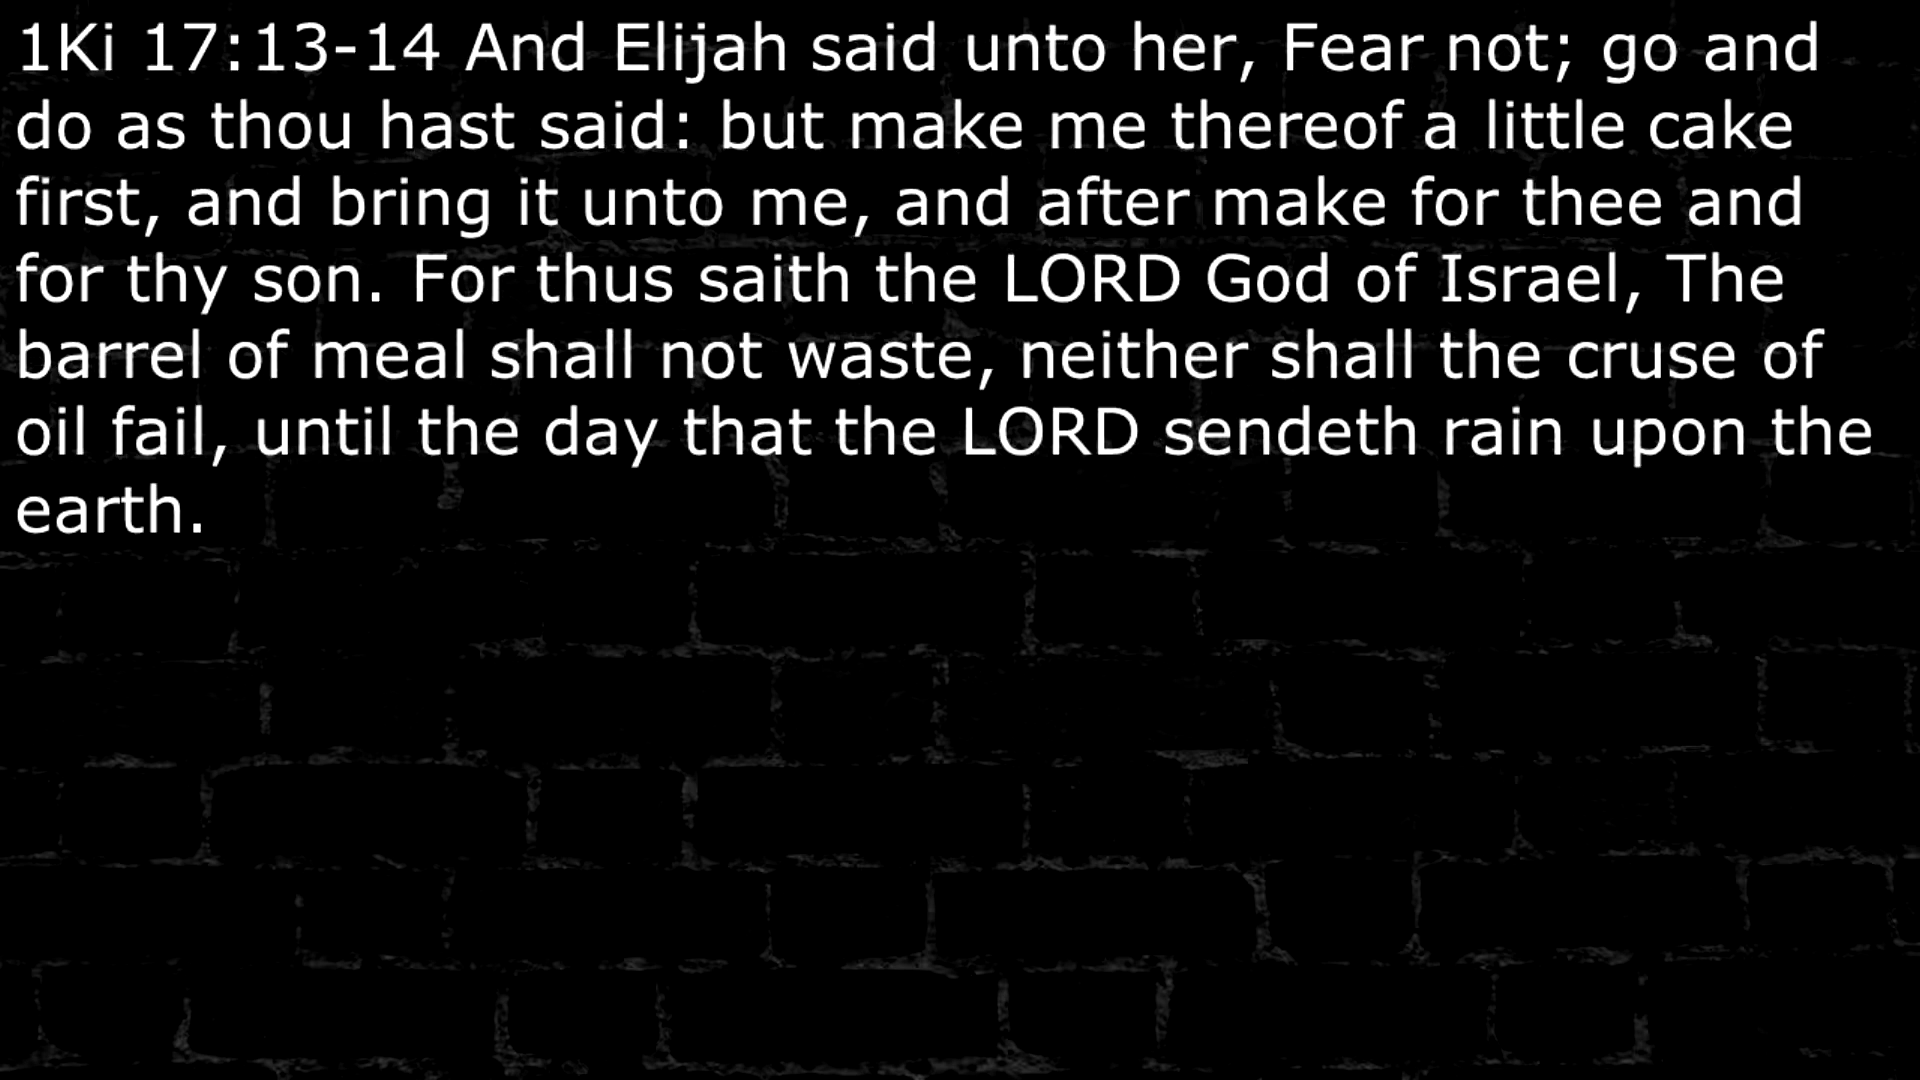 1Ki 17:13-14 And Elijah said unto her, Fear not; go and
do as thou hast said: but make me thereof a little cake
first, and bring it unto me, and after make for thee and
for thy son. For thus saith the LORD God of Israel, The
barrel of meal shall not waste, neither shall the cruse of
oil fail, until the day that the LORD sendeth rain upon the
earth.